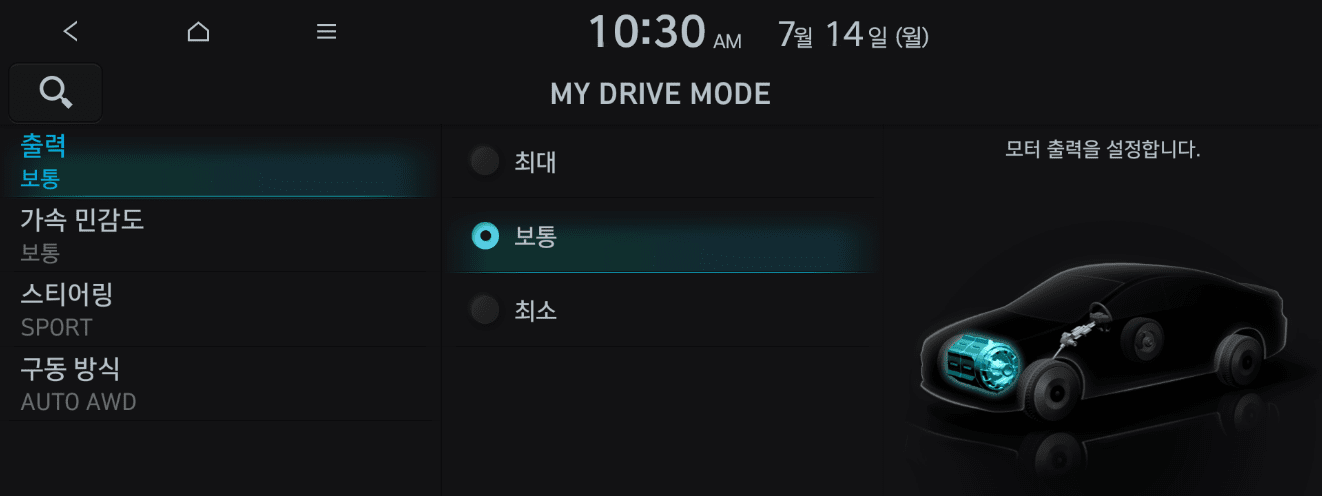 10:30 AM 7월 14일 (월)
MY DRIVE MODE
출력
보통
가속 민감도
보통
스티어링
SPORT
구동 방식
AUTO AWD
최대
보통
최소
모터 출력을 설정합니다.